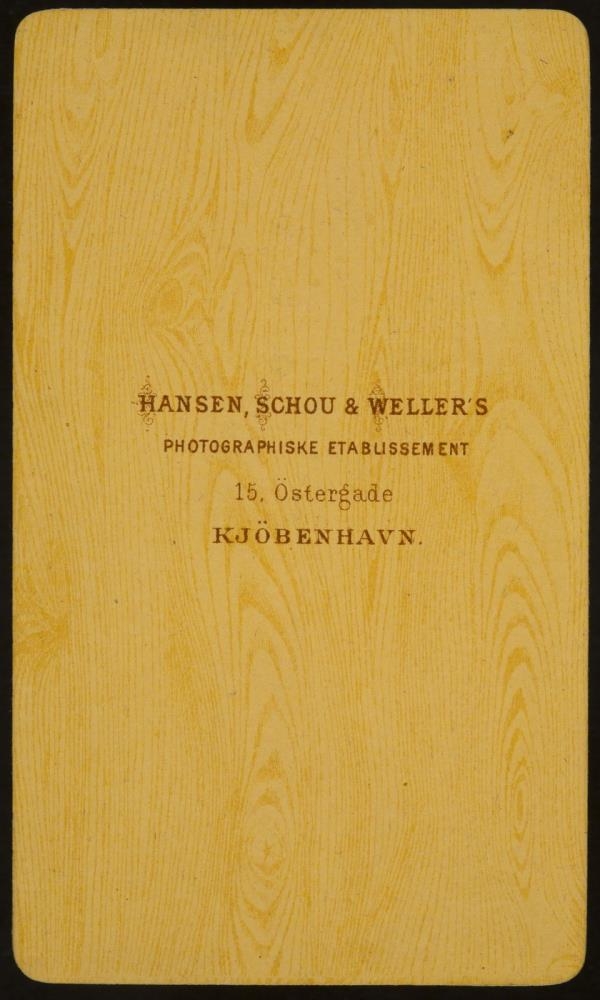 HANSEN, SCHOU & WELLER'S
PHOTOGRAPHISKE ETABLISSEMENT
15, Östergade
KJÖBENHAVN.